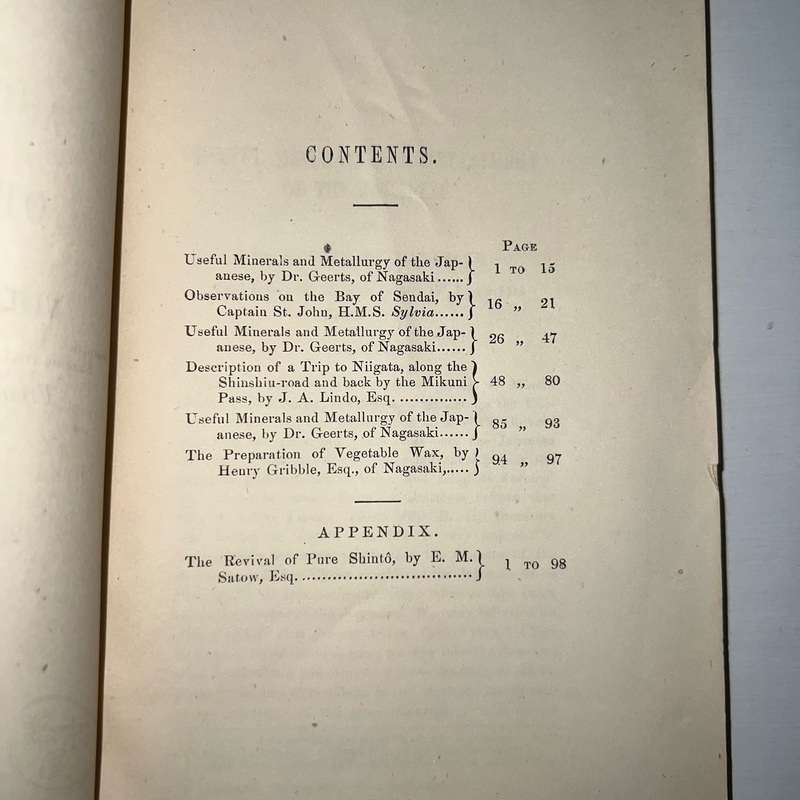 CONTENTS.
PAGE
Useful Minerals and Metallurgy of the Jap-
anese, by Dr. Geerts, of Nagasaki...... } 1 TO 15
Observations on the Bay of Sendai, by
Captain St. John, H.M.S. Sylvia...... } 16 „ 21
Useful Minerals and Metallurgy of the Jap-
anese, by Dr. Geerts, of Nagasaki...... } 26 „ 47
Description of a Trip to Niigata, along the
Shinshiu-road and back by the Mikuni
Pass, by J. A. Lindo, Esq. .............. } 48 „ 80
Useful Minerals and Metallurgy of the Jap-
anese, by Dr. Geerts, of Nagasaki...... } 85 „ 93
The Preparation of Vegetable Wax, by
Henry Gribble, Esq., of Nagasaki,..... } 94 „ 97
APPENDIX.
The Revival of Pure Shintô, by E. M.
Satow, Esq. ................................ } 1 TO 98